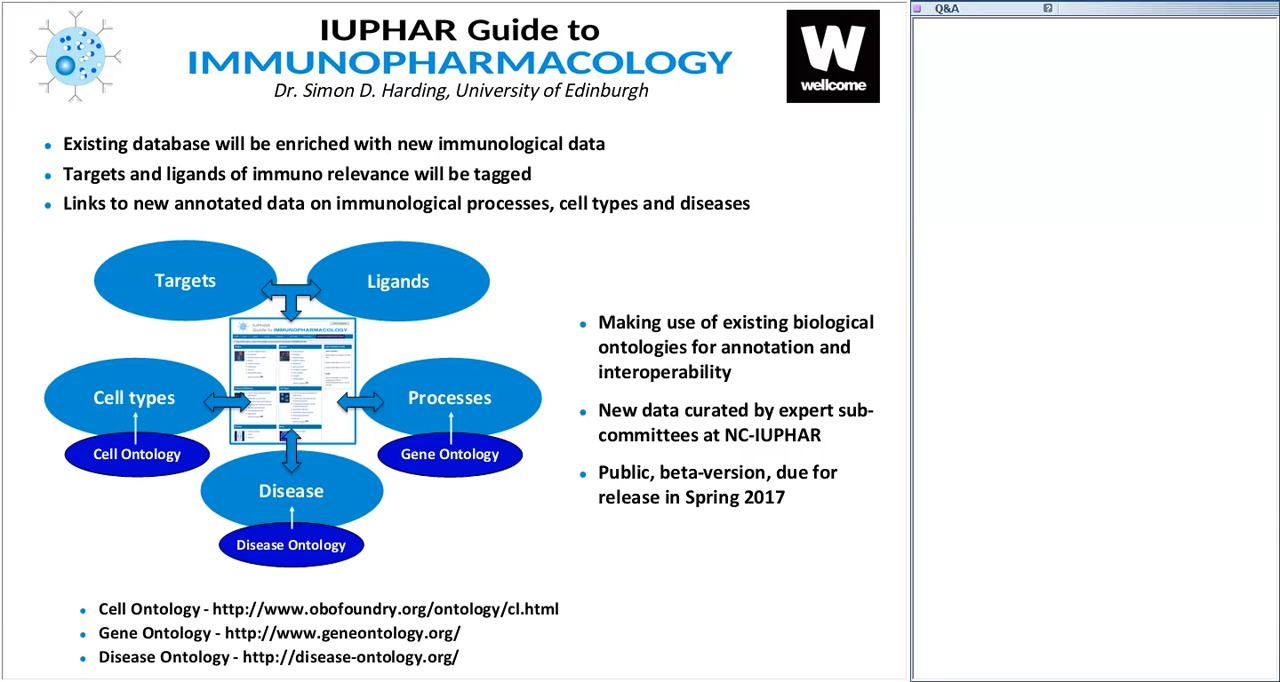 IUPHAR Guide to
IMMUNOPHARMACOLOGY
Dr. Simon D. Harding, University of Edinburgh
wellcome
Q&A
• Existing database will be enriched with new immunological data
• Targets and ligands of immuno relevance will be tagged
• Links to new annotated data on immunological processes, cell types and diseases
Targets
Ligands
IUPHAR
Guide to IMMUNOPHARMACOLOGY
Cell types
Processes
Cell Ontology
Gene Ontology
Disease
Disease Ontology
• Making use of existing biological
ontologies for annotation and
interoperability
• New data curated by expert sub-
committees at NC-IUPHAR
• Public, beta-version, due for
release in Spring 2017
• Cell Ontology - http://www.obofoundry.org/ontology/cl.html
• Gene Ontology - http://www.geneontology.org/
• Disease Ontology - http://disease-ontology.org/